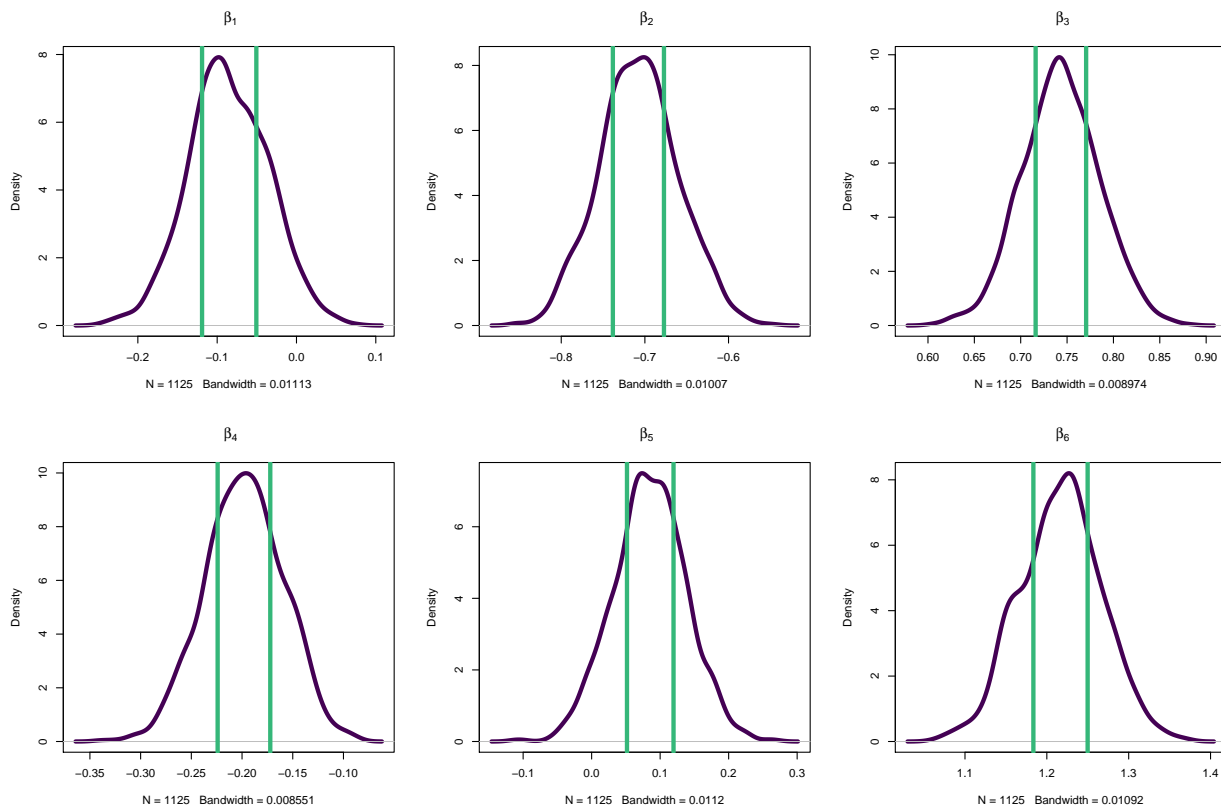 β1 β2 β3
Density 0 2 4 6 8
−0.2 −0.1 0.0 0.1
N = 1125 Bandwidth = 0.01113
Density 0 2 4 6 8
−0.8 −0.7 −0.6
N = 1125 Bandwidth = 0.01007
Density 0 2 4 6 8 10
0.60 0.65 0.70 0.75 0.80 0.85 0.90
N = 1125 Bandwidth = 0.008974
β4 β5 β6
Density 0 2 4 6 8 10
−0.35 −0.30 −0.25 −0.20 −0.15 −0.10
N = 1125 Bandwidth = 0.008551
Density 0 2 4 6
−0.1 0.0 0.1 0.2 0.3
N = 1125 Bandwidth = 0.0112
Density 0 2 4 6 8
1.1 1.2 1.3 1.4
N = 1125 Bandwidth = 0.01092